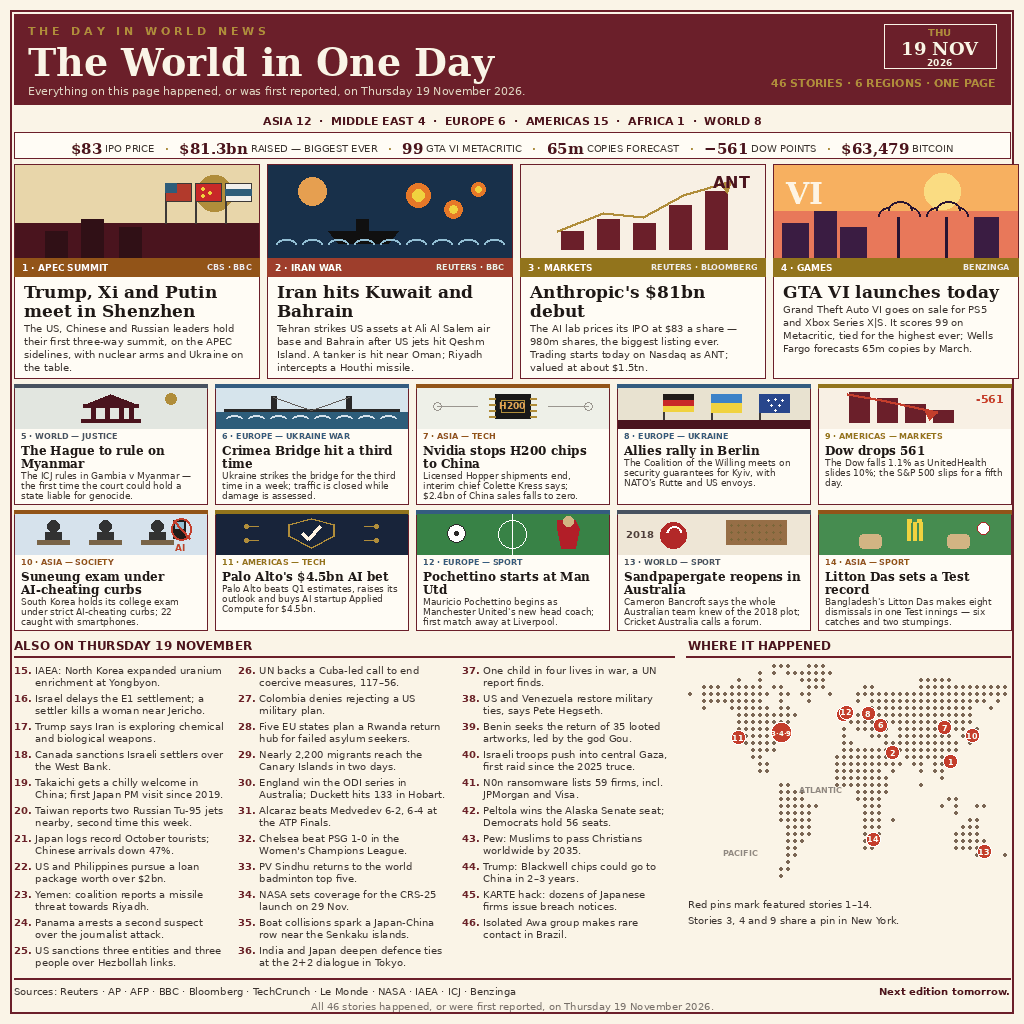 THE DAY IN WORLD NEWS
The World in One Day
Everything on this page happened, or was first reported, on Thursday 19 November 2026.
THU
19 NOV
2026
46 STORIES · 6 REGIONS · ONE PAGE
ASIA 12 · MIDDLE EAST 4 · EUROPE 6 · AMERICAS 15 · AFRICA 1 · WORLD 8
$83 IPO PRICE · $81.3bn RAISED — BIGGEST EVER · 99 GTA VI METACRITIC · 65m COPIES FORECAST · −561 DOW POINTS · $63,479 BITCOIN
1 · APEC SUMMIT CBS · BBC
Trump, Xi and Putin
meet in Shenzhen
The US, Chinese and Russian leaders hold
their first three-way summit, on the APEC
sidelines, with nuclear arms and Ukraine on
the table.
2 · IRAN WAR REUTERS · BBC
Iran hits Kuwait and
Bahrain
Tehran strikes US assets at Ali Al Salem air
base and Bahrain after US jets hit Qeshm
Island. A tanker is hit near Oman; Riyadh
intercepts a Houthi missile.
ANT
3 · MARKETS REUTERS · BLOOMBERG
Anthropic's $81bn
debut
The AI lab prices its IPO at $83 a share —
980m shares, the biggest listing ever.
Trading starts today on Nasdaq as ANT;
valued at about $1.5tn.
VI
4 · GAMES BENZINGA
GTA VI launches today
Grand Theft Auto VI goes on sale for PS5
and Xbox Series X|S. It scores 99 on
Metacritic, tied for the highest ever; Wells
Fargo forecasts 65m copies by March.
5 · WORLD — JUSTICE
The Hague to rule on
Myanmar
The ICJ rules in Gambia v Myanmar —
the first time the court could hold a
state liable for genocide.
6 · EUROPE — UKRAINE WAR
Crimea Bridge hit a third
time
Ukraine strikes the bridge for the third
time in a week; traffic is closed while
damage is assessed.
H200
7 · ASIA — TECH
Nvidia stops H200 chips
to China
Licensed Hopper shipments end,
interim chief Colette Kress says;
$2.4bn of China sales falls to zero.
8 · EUROPE — UKRAINE
Allies rally in Berlin
The Coalition of the Willing meets on
security guarantees for Kyiv, with
NATO's Rutte and US envoys.
-561
9 · AMERICAS — MARKETS
Dow drops 561
The Dow falls 1.1% as UnitedHealth
slides 10%; the S&P 500 slips for a fifth
day.
AI
10 · ASIA — SOCIETY
Suneung exam under
AI-cheating curbs
South Korea holds its college exam
under strict AI-cheating curbs; 22
caught with smartphones.
11 · AMERICAS — TECH
Palo Alto's $4.5bn AI bet
Palo Alto beats Q1 estimates, raises its
outlook and buys AI startup Applied
Compute for $4.5bn.
12 · EUROPE — SPORT
Pochettino starts at Man
Utd
Mauricio Pochettino begins as
Manchester United's new head coach;
first match away at Liverpool.
2018
13 · WORLD — SPORT
Sandpapergate reopens in
Australia
Cameron Bancroft says the whole
Australian team knew of the 2018 plot;
Cricket Australia calls a forum.
14 · ASIA — SPORT
Litton Das sets a Test
record
Bangladesh's Litton Das makes eight
dismissals in one Test innings — six
catches and two stumpings.
ALSO ON THURSDAY 19 NOVEMBER
15. IAEA: North Korea expanded uranium
enrichment at Yongbyon.
16. Israel delays the E1 settlement; a
settler kills a woman near Jericho.
17. Trump says Iran is exploring chemical
and biological weapons.
18. Canada sanctions Israeli settlers over
the West Bank.
19. Takaichi gets a chilly welcome in
China; first Japan PM visit since 2019.
20. Taiwan reports two Russian Tu-95 jets
nearby, second time this week.
21. Japan logs record October tourists;
Chinese arrivals down 47%.
22. US and Philippines pursue a loan
package worth over $2bn.
23. Yemen: coalition reports a missile
threat towards Riyadh.
24. Panama arrests a second suspect
over the journalist attack.
25. US sanctions three entities and three
people over Hezbollah links.
26. UN backs a Cuba-led call to end
coercive measures, 117–56.
27. Colombia denies rejecting a US
military plan.
28. Five EU states plan a Rwanda return
hub for failed asylum seekers.
29. Nearly 2,200 migrants reach the
Canary Islands in two days.
30. England win the ODI series in
Australia; Duckett hits 133 in Hobart.
31. Alcaraz beats Medvedev 6-2, 6-4 at
the ATP Finals.
32. Chelsea beat PSG 1-0 in the
Women's Champions League.
33. PV Sindhu returns to the world
badminton top five.
34. NASA sets coverage for the CRS-25
launch on 29 Nov.
35. Boat collisions spark a Japan-China
row near the Senkaku islands.
36. India and Japan deepen defence ties
at the 2+2 dialogue in Tokyo.
37. One child in four lives in war, a UN
report finds.
38. US and Venezuela restore military
ties, says Pete Hegseth.
39. Benin seeks the return of 35 looted
artworks, led by the god Gou.
40. Israeli troops push into central Gaza,
first raid since the 2025 truce.
41. N0n ransomware lists 59 firms, incl.
JPMorgan and Visa.
42. Peltola wins the Alaska Senate seat;
Democrats hold 56 seats.
43. Pew: Muslims to pass Christians
worldwide by 2035.
44. Trump: Blackwell chips could go to
China in 2–3 years.
45. KARTE hack: dozens of Japanese
firms issue breach notices.
46. Isolated Awa group makes rare
contact in Brazil.
WHERE IT HAPPENED
12
8
6
11
3·4·9
7
10
2
1
ATLANTIC
14
PACIFIC
13
Red pins mark featured stories 1–14.
Stories 3, 4 and 9 share a pin in New York.
Sources: Reuters · AP · AFP · BBC · Bloomberg · TechCrunch · Le Monde · NASA · IAEA · ICJ · Benzinga
Next edition tomorrow.
All 46 stories happened, or were first reported, on Thursday 19 November 2026.